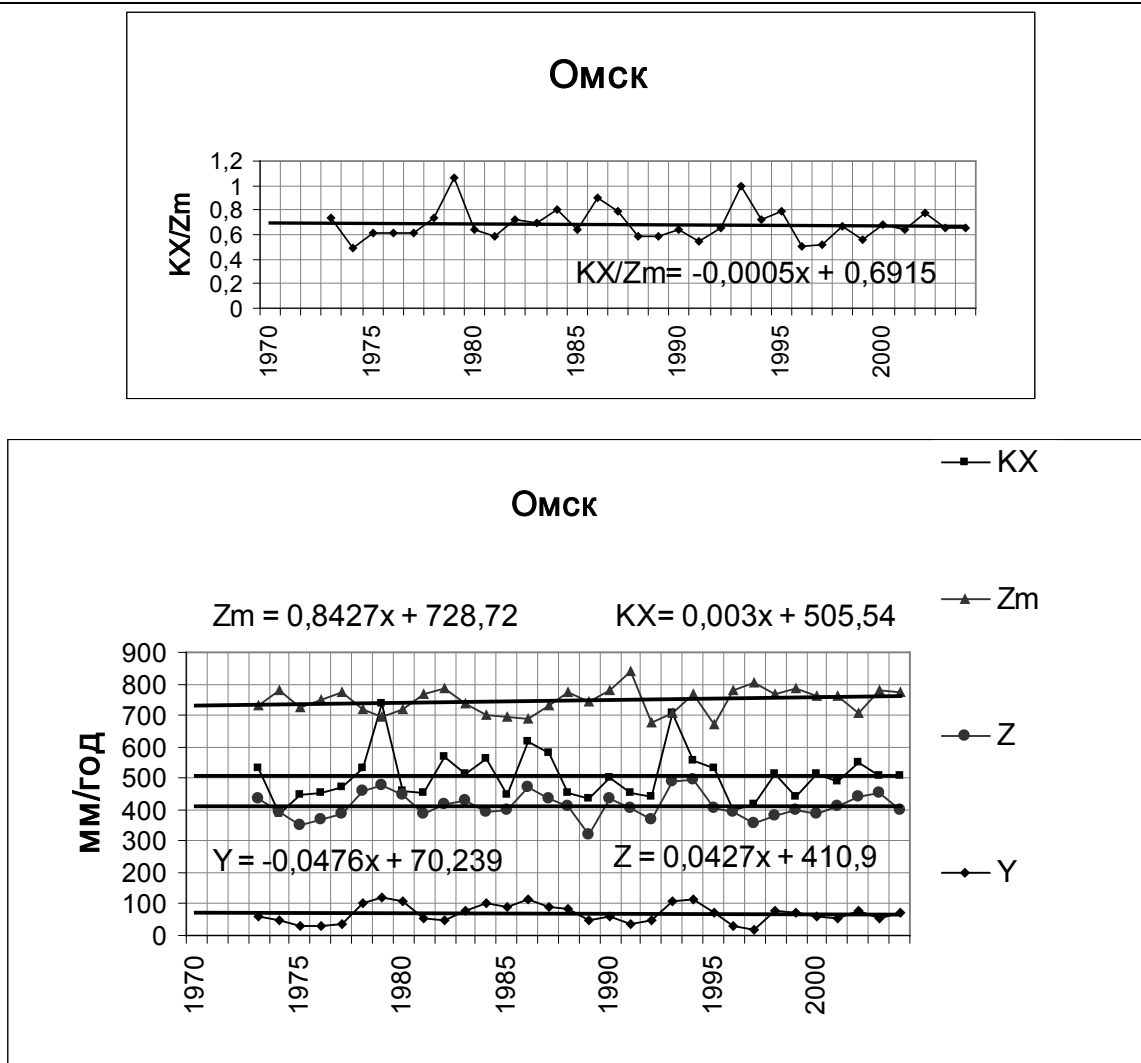 Омск
KX/Zm
1,2
1
0,8
0,6
0,4
0,2
0
KX/Zm= -0,0005x + 0,6915
1970
1975
1980
1985
1990
1995
2000
Омск
KX
Zm
Z
Y
Zm = 0,8427x + 728,72
KX= 0,003x + 505,54
мм/год
900
800
700
600
500
400
300
200
100
0
Y = -0,0476x + 70,239
Z = 0,0427x + 410,9
1970
1975
1980
1985
1990
1995
2000